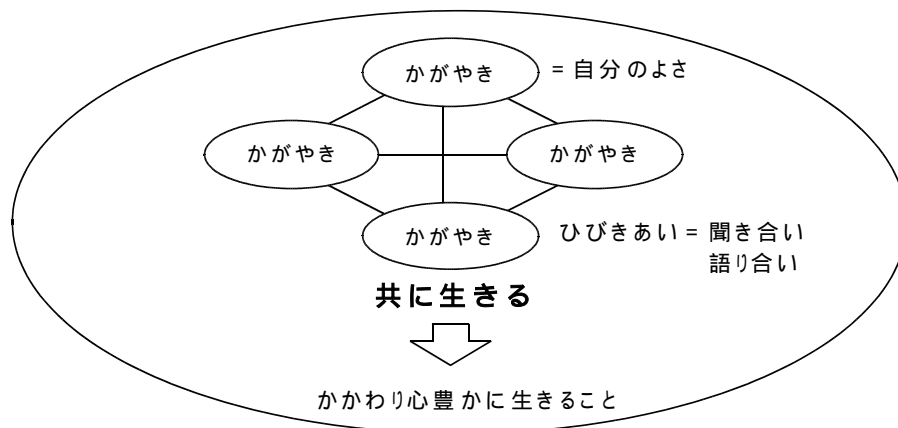 かがやき
= 自分のよさ
かがやき
かがやき
かがやき
ひびきあい = 聞き合い
語り合い
共に生きる
かかわり心豊かに生きること